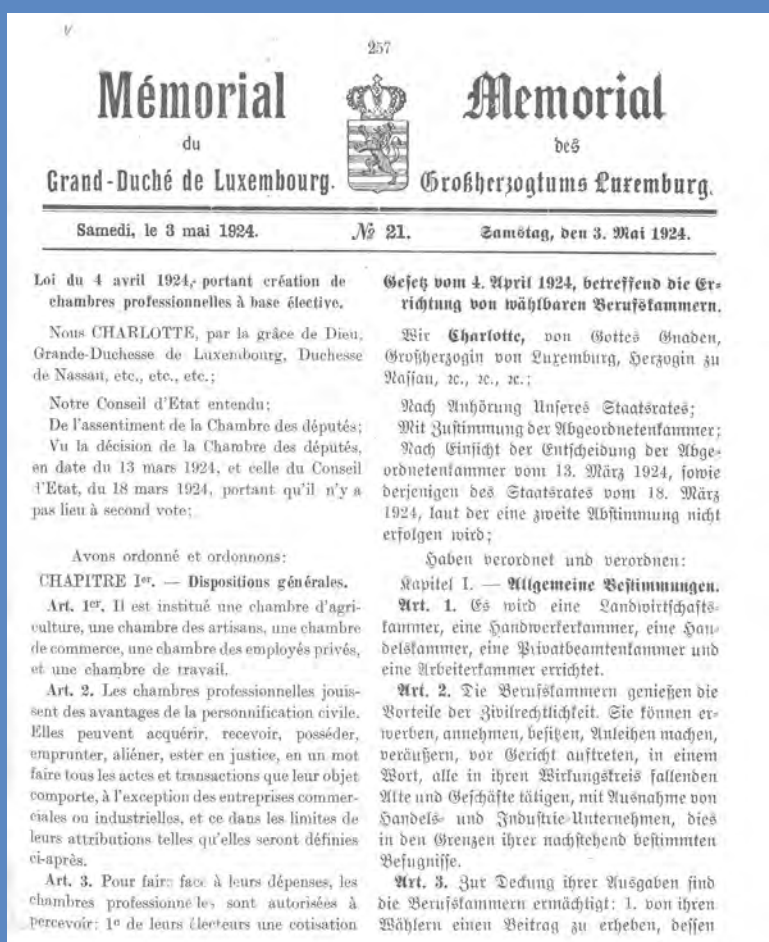 257
Mémorial
du
Grand-Duché de Luxembourg.
Memorial
des
Großherzogtums Luxemburg.
Samedi, le 3 mai 1924.
№ 21.
Samstag, den 3. Mai 1924.
Loi du 4 avril 1924, portant création de
chambres professionnelles à base élective.
Nous CHARLOTTE, par la grâce de Dieu,
Grande-Duchesse de Luxembourg, Duchesse
de Nassau, etc., etc., etc.;
Notre Conseil d'Etat entendu;
De l'assentiment de la Chambre des députés;
Vu la décision de la Chambre des députés,
en date du 13 mars 1924, et celle du Conseil
d'Etat, du 18 mars 1924, portant qu'il n'y a
pas lieu à second vote;
Avons ordonné et ordonnons:
CHAPITRE Ier. — Dispositions générales.
Art. 1er. Il est institué une chambre d'agri-
culture, une chambre des artisans, une chambre
de commerce, une chambre des employés privés,
et une chambre de travail.
Art. 2. Les chambres professionnelles jouis-
sent des avantages de la personnification civile.
Elles peuvent acquérir, recevoir, posséder,
emprunter, aliéner, ester en justice, en un mot
faire tous les actes et transactions que leur objet
comporte, à l'exception des entreprises commer-
ciales ou industrielles, et ce dans les limites de
leurs attributions telles qu'elles seront définies
ci-après.
Art. 3. Pour faire face à leurs dépenses, les
chambres professionnelles sont autorisées à
percevoir: 1° de leurs électeurs une cotisation
Gesetz vom 4. April 1924, betreffend die Er-
richtung von wählbaren Berufskammern.
Wir Charlotte, von Gottes Gnaden,
Großherzogin von Luxemburg, Herzogin zu
Nassau, ꝛc., ꝛc., ꝛc.;
Nach Anhörung Unseres Staatsrates;
Mit Zustimmung der Abgeordnetenkammer;
Nach Einsicht der Entscheidung der Abge-
ordnetenkammer vom 13. März 1924, sowie
derjenigen des Staatsrates vom 18. März
1924, laut der eine zweite Abstimmung nicht
erfolgen wird;
Haben verordnet und verordnen:
Kapitel I. — Allgemeine Bestimmungen.
Art. 1. Es wird eine Landwirtschafts-
kammer, eine Handwerkerkammer, eine Han-
delskammer, eine Privatbeamtenkammer und
eine Arbeiterkammer errichtet.
Art. 2. Die Berufskammern genießen die
Vorteile der Zivilrechtlichkeit. Sie können er-
werben, annehmen, besitzen, Anleihen machen,
veräußern, vor Gericht auftreten, in einem
Wort, alle in ihren Wirkungskreis fallenden
Akte und Geschäfte tätigen, mit Ausnahme von
Handels- und Industrie-Unternehmen, dies
in den Grenzen ihrer nachstehend bestimmten
Befugnisse.
Art. 3. Zur Deckung ihrer Ausgaben sind
die Berufskammern ermächtigt: 1. von ihren
Wählern einen Beitrag zu erheben, dessen